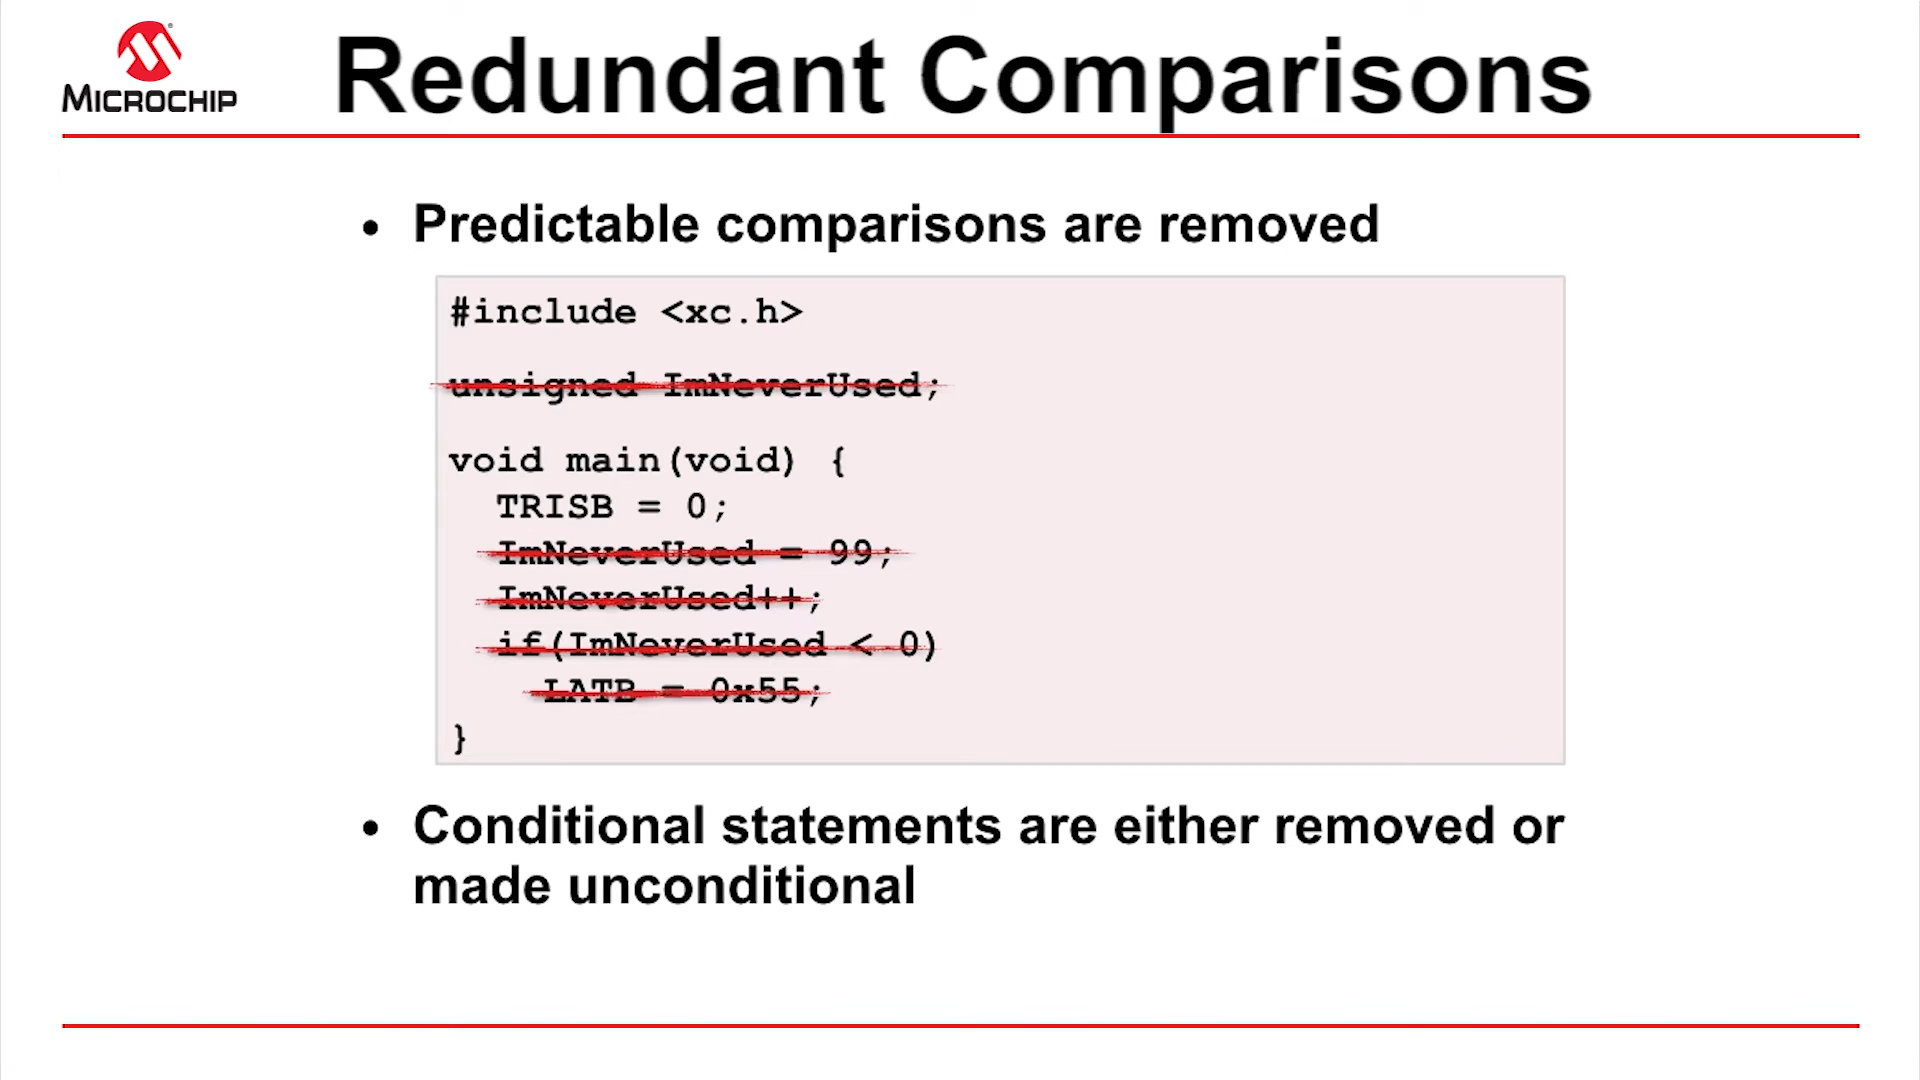 MICROCHIP
Redundant Comparisons
• Predictable comparisons are removed
#include <xc.h>
unsigned ImNeverUsed;
void main(void) {
TRISB = 0;
ImNeverUsed = 99;
ImNeverUsed++;
if(ImNeverUsed < 0)
LATB = 0x55;
}
• Conditional statements are either removed or
made unconditional